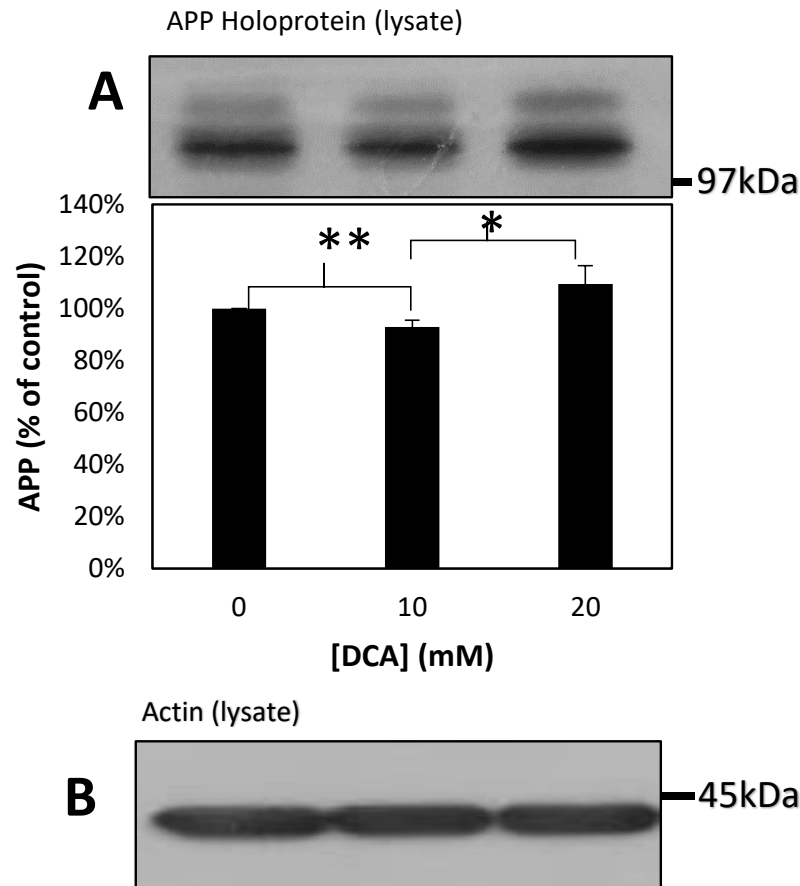 APP Holoprotein (lysate)
A
97kDa
APP (% of control)
140%
120%
100%
80%
60%
40%
20%
0%
**
*
0 10 20
[DCA] (mM)
Actin (lysate)
B
45kDa